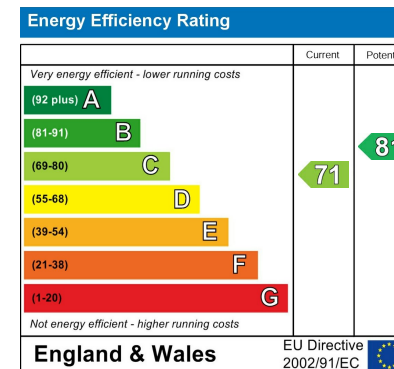 Energy Efficiency Rating
Current
Very energy efficient - lower running costs
(92 plus) A
(81-91) B
(69-80) C
(55-68) D
(39-54) E
(21-38) F
(1-20) G
71
Not energy efficient - higher running costs
England & Wales
EU Directive
2002/91/EC